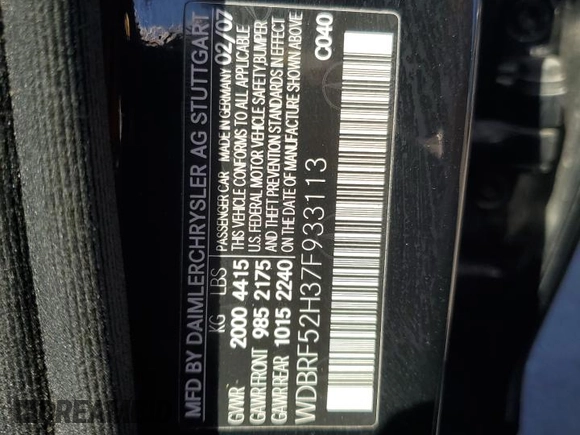 MFD BY DAIMLERCHRYSLER AG STUTTGART
PASSENGER CAR MADE IN GERMANY 02/07
KG LBS
GVWR- 2000 4415
GAWR-FRONT 985 2175
GAWR-REAR 1015 2240
THIS VEHICLE CONFORMS TO ALL APPLICABLE
U.S. FEDERAL MOTOR VEHICLE SAFETY/BUMPER
AND THEFT PREVENTION STANDARDS IN EFFECT
ON THE DATE OF MANUFACTURE SHOWN ABOVE
WDBRF52H37F933113
C040